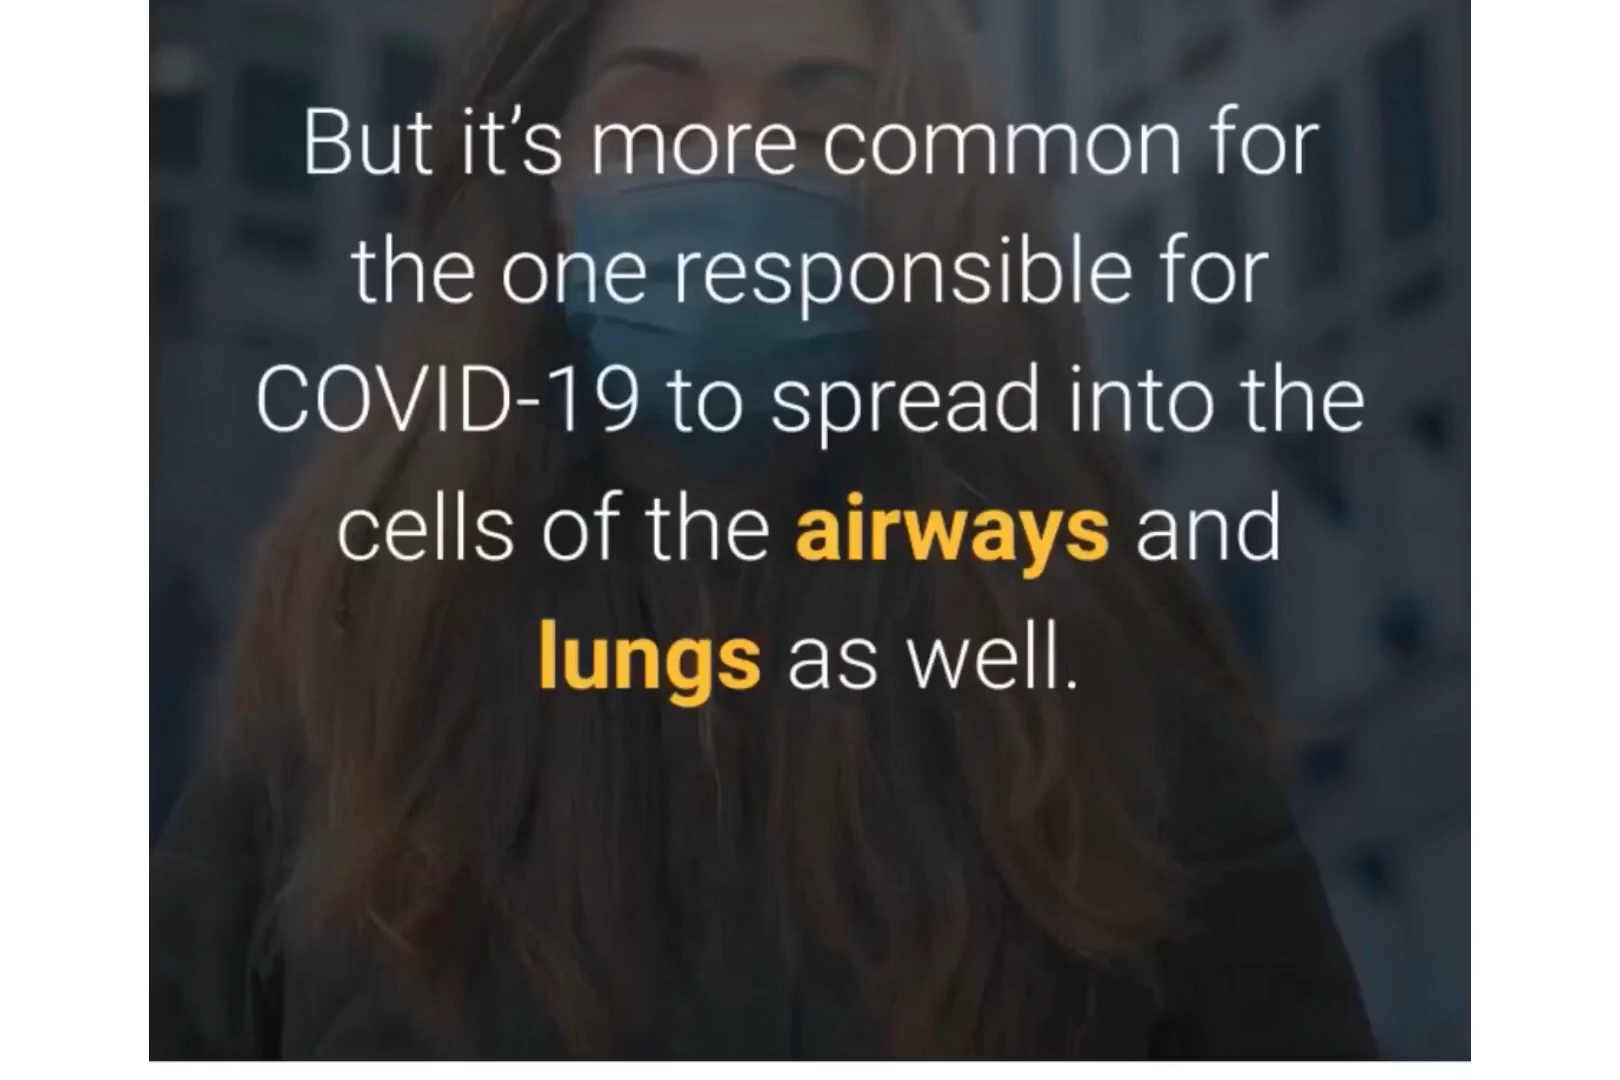 But it’s more common for
the one responsible for
COVID-19 to spread into the
cells of the airways and
lungs as well.